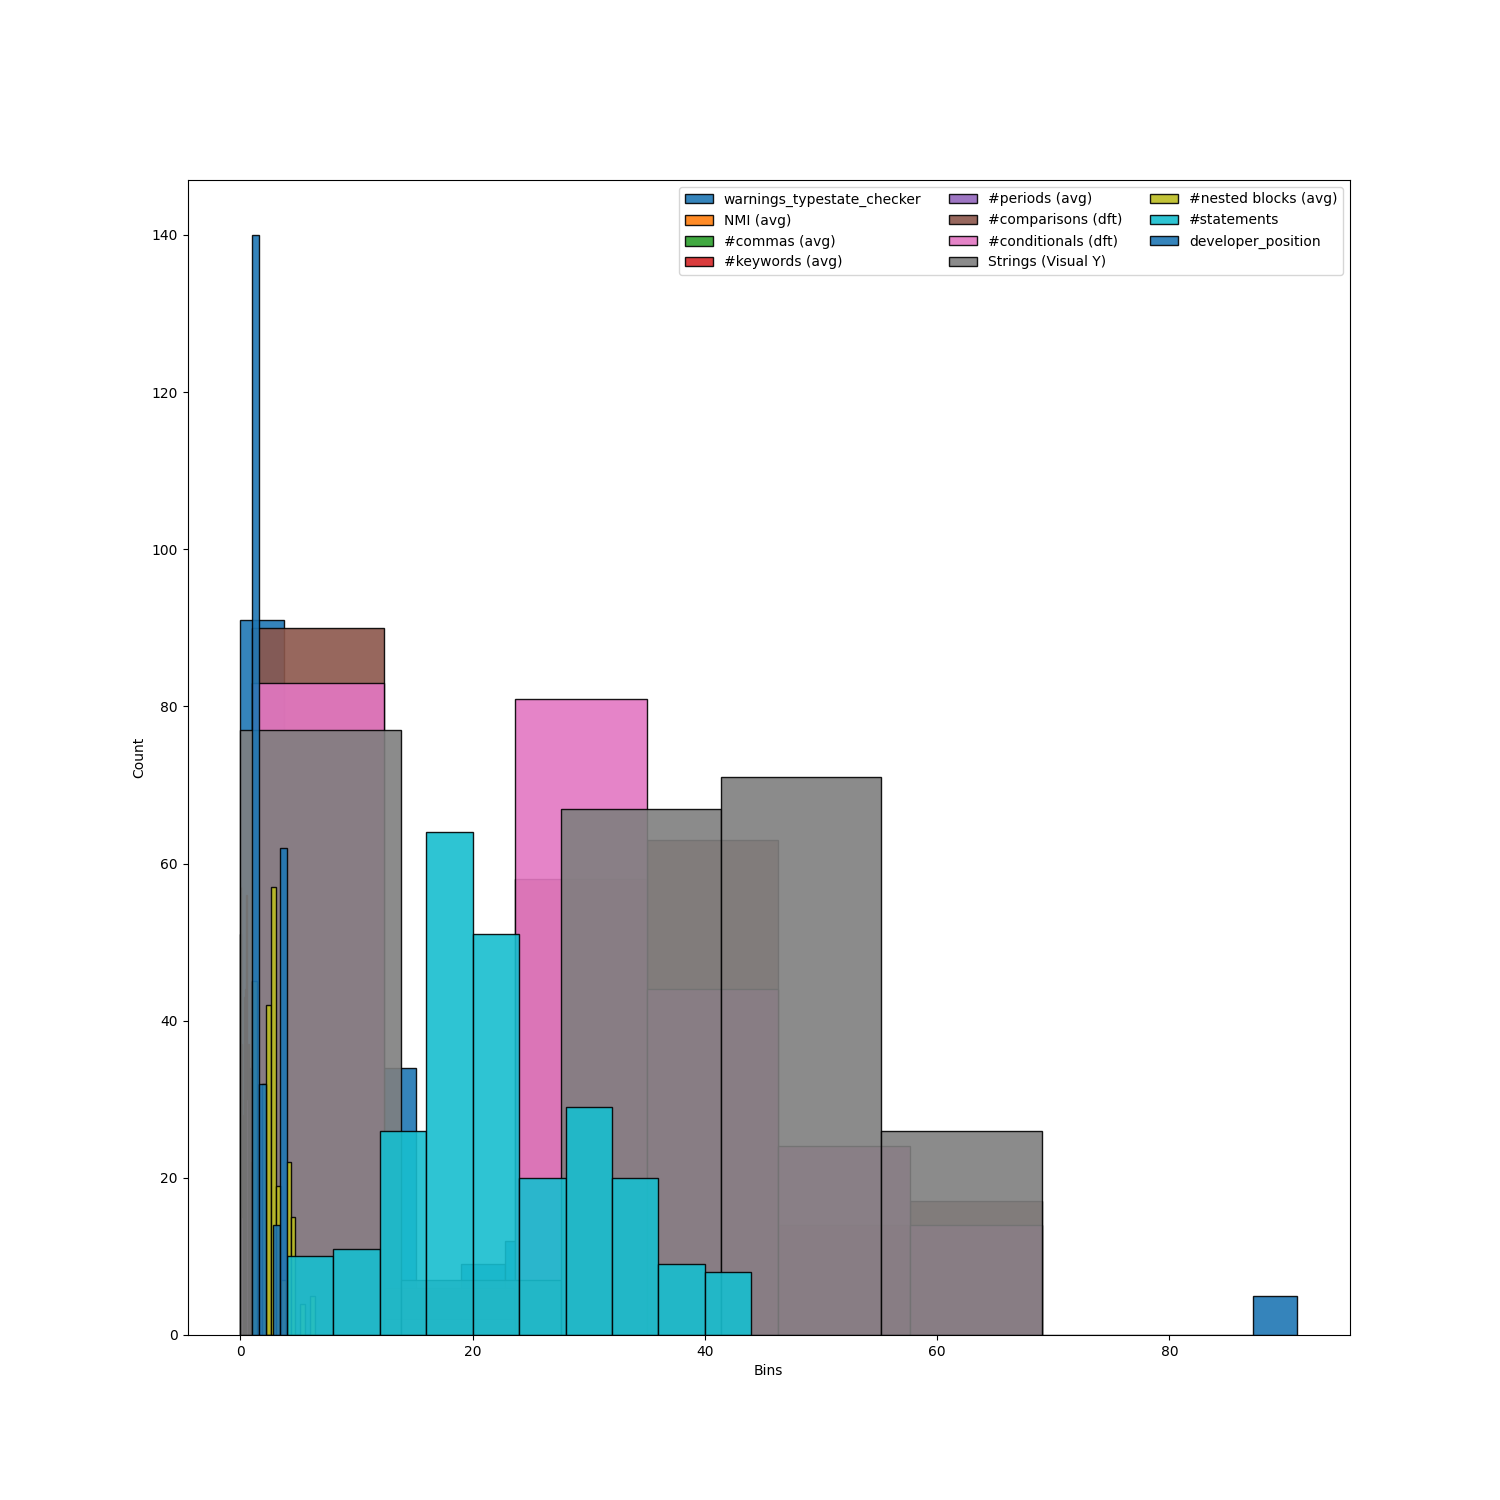 warnings_typestate_checker
NMI (avg)
#commas (avg)
#keywords (avg)
#periods (avg)
#comparisons (dft)
#conditionals (dft)
Strings (Visual Y)
#nested blocks (avg)
#statements
developer_position
140
120
100
80
60
40
20
0
Count
0 20 40 60 80
Bins